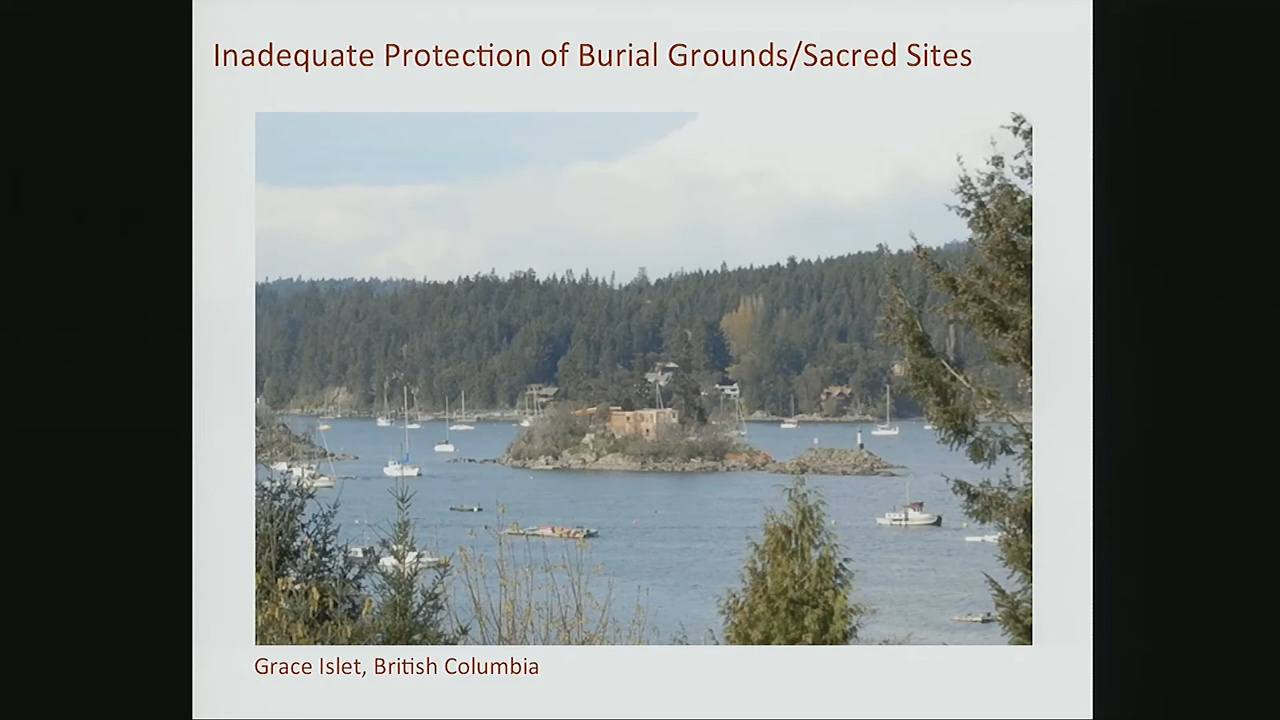 Inadequate Protection of Burial Grounds/Sacred Sites
Grace Islet, British Columbia